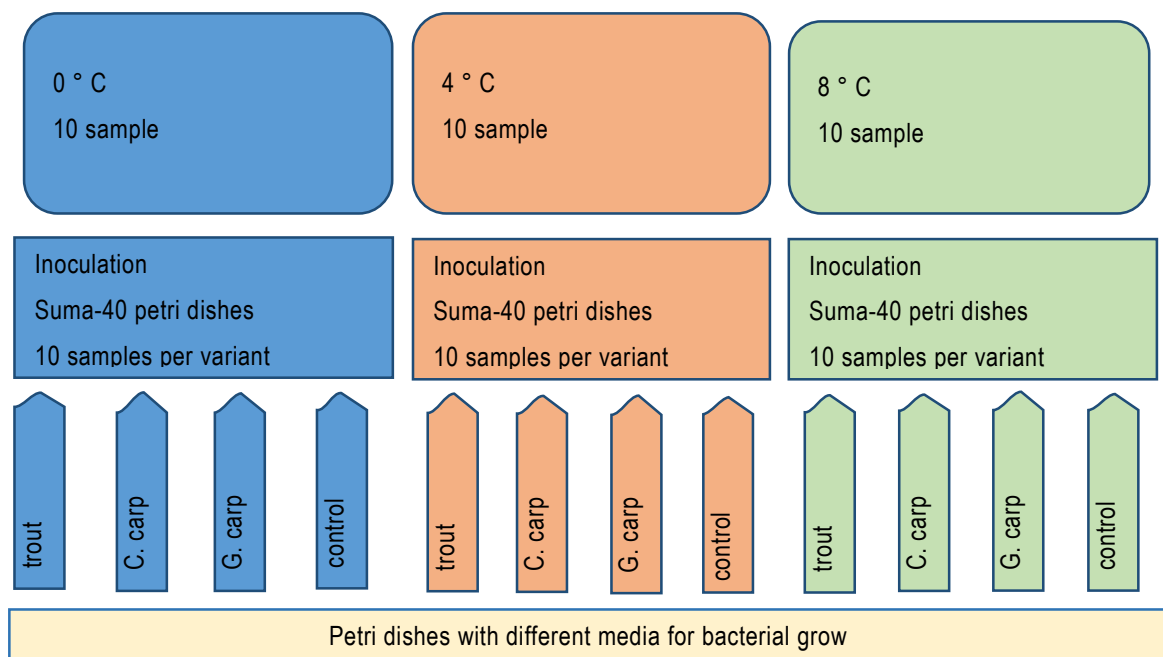 0 ° C
10 sample
4 ° C
10 sample
8 ° C
10 sample
Inoculation
Suma-40 petri dishes
10 samples per variant
Inoculation
Suma-40 petri dishes
10 samples per variant
Inoculation
Suma-40 petri dishes
10 samples per variant
trout
C. carp
G. carp
control
trout
C. carp
G. carp
control
trout
C. carp
G. carp
control
Petri dishes with different media for bacterial grow